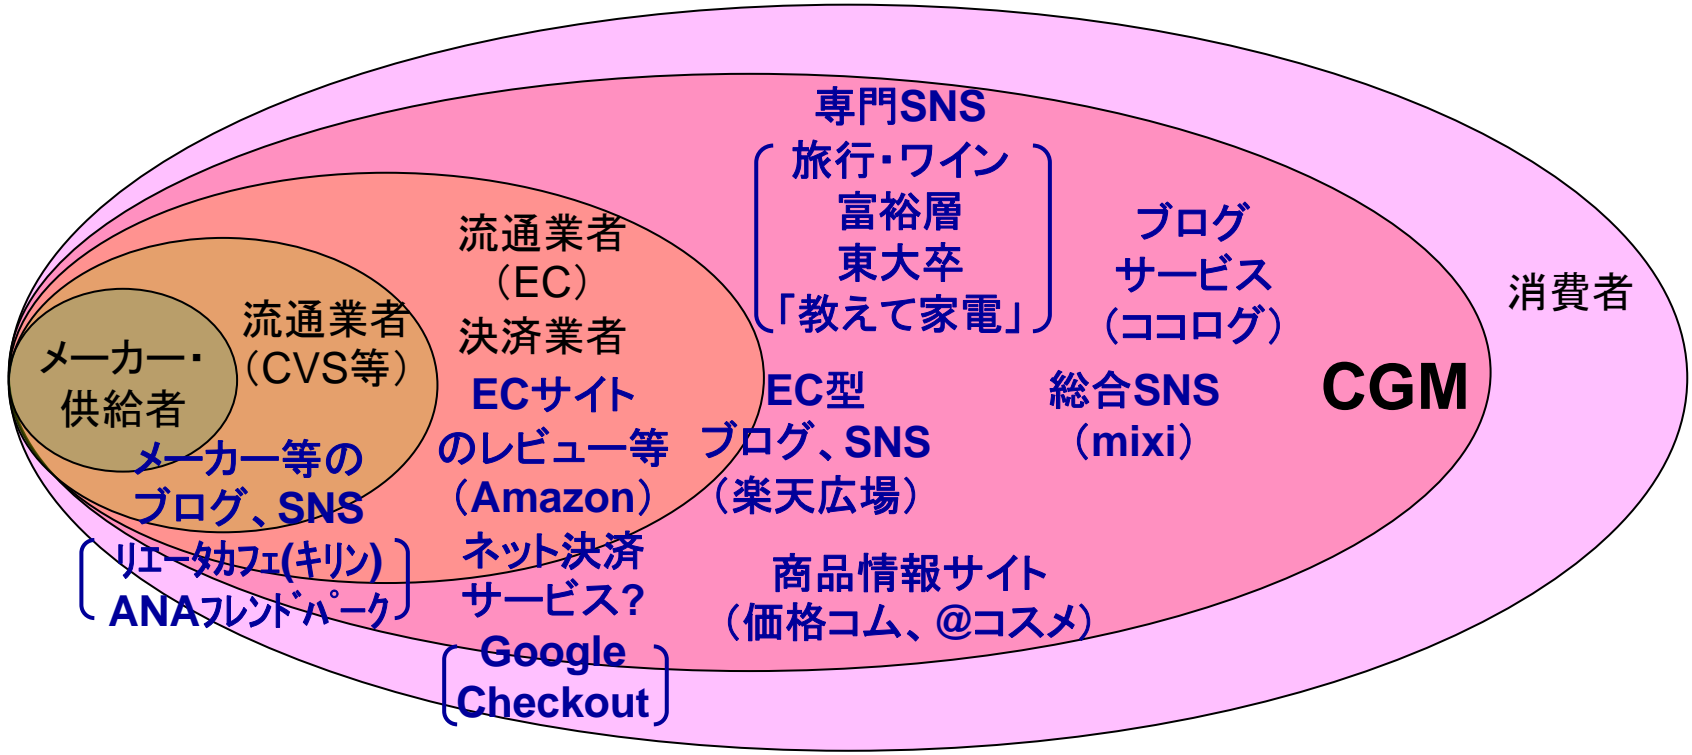 メーカー・
供給者
流通業者
（CVS等）
流通業者
（EC）
決済業者
メーカー等の
ブログ、SNS
リエータカフェ(キリン)
ANAフレンドパーク
ECサイト
のレビュー等
（Amazon）
ネット決済
サービス?
Google
Checkout
専門SNS
旅行・ワイン
富裕層
東大卒
「教えて家電」
EC型
ブログ、SNS
（楽天広場）
商品情報サイト
（価格コム、@コスメ）
ブログ
サービス
（ココログ）
総合SNS
（mixi）
CGM
消費者